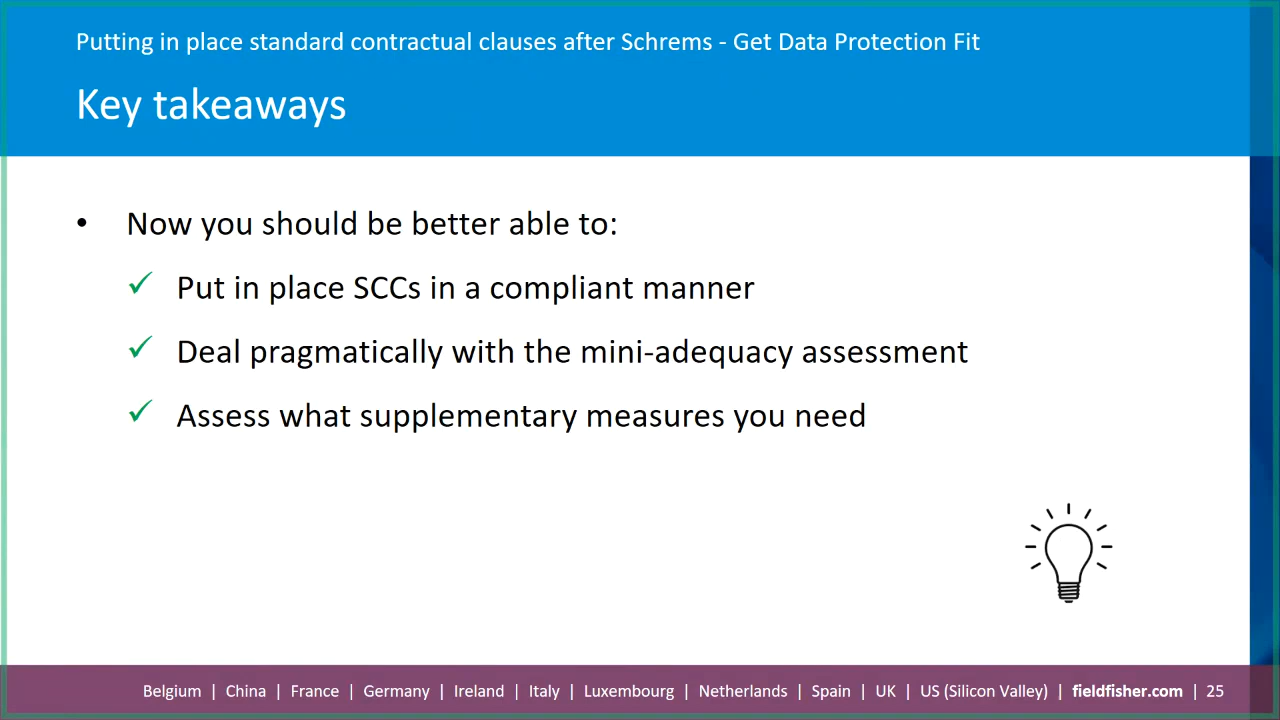 Putting in place standard contractual clauses after Schrems - Get Data Protection Fit
Key takeaways
• Now you should be better able to:
✓ Put in place SCCs in a compliant manner
✓ Deal pragmatically with the mini-adequacy assessment
✓ Assess what supplementary measures you need
Belgium | China | France | Germany | Ireland | Italy | Luxembourg | Netherlands | Spain | UK | US (Silicon Valley) | fieldfisher.com | 25